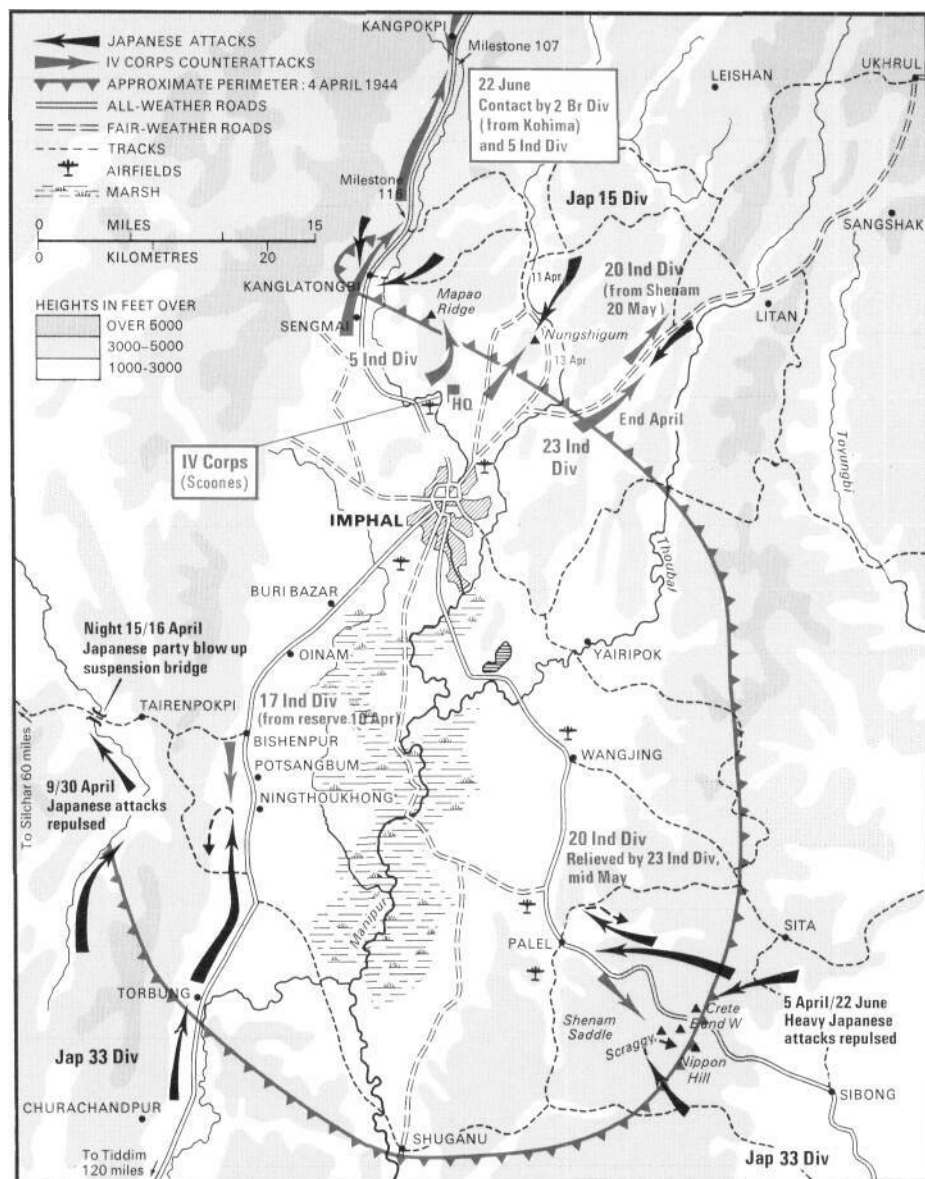 JAPANESE ATTACKS
IV CORPS COUNTERATTACKS
APPROXIMATE PERIMETER: 4 APRIL 1944
ALL-WEATHER ROADS
FAIR-WEATHER ROADS
TRACKS
AIRFIELDS
MARSH
0 MILES 15
0 KILOMETRES 20
HEIGHTS IN FEET OVER
OVER 5000
3000–5000
1000-3000
KANGPOKPI
Milestone 107
22 June
Contact by 2 Br Div
(from Kohima)
and 5 Ind Div
LEISHAN
UKHRUL
Milestone
116
Jap 15 Div
SANGSHAK
KANGLATONGBI
11 Apr
20 Ind Div
(from Shenam
20 May)
Mapao
Ridge
LITAN
SENGMAI
Nungshigum
13 Apr
5 Ind Div
HQ
End April
Toyungbi
23 Ind
Div
IV Corps
(Scoones)
IMPHAL
Thoubal
BURI BAZAR
Night 15/16 April
Japanese party blow up
suspension bridge
OINAM
YAIRIPOK
TAIRENPOKPI
17 Ind Div
(from reserve 10 Apr)
BISHENPUR
WANGJING
POTSANGBUM
9/30 April
Japanese attacks
repulsed
NINGTHOUKHONG
To Silchar 60 miles
20 Ind Div
Relieved by 23 Ind Div,
mid May
Manipur
PALEL
SITA
TORBUNG
5 April/22 June
Heavy Japanese
attacks repulsed
Crete
B and W
Shenam
Saddle
Scraggy
Nippon
Hill
Jap 33 Div
SIBONG
CHURACHANDPUR
SHUGANU
To Tiddim
120 miles
Jap 33 Div